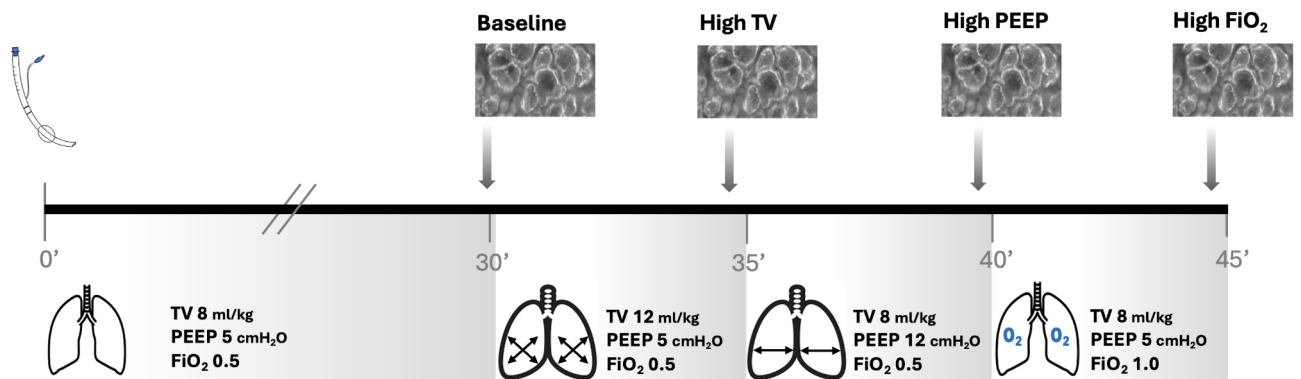 Baseline
High TV
High PEEP
High FiO₂
0’
30’
35’
40’
45’
TV 8 ml/kg
PEEP 5 cmH₂O
FiO₂ 0.5
TV 12 ml/kg
PEEP 5 cmH₂O
FiO₂ 0.5
TV 8 ml/kg
PEEP 12 cmH₂O
FiO₂ 0.5
O₂ O₂
TV 8 ml/kg
PEEP 5 cmH₂O
FiO₂ 1.0